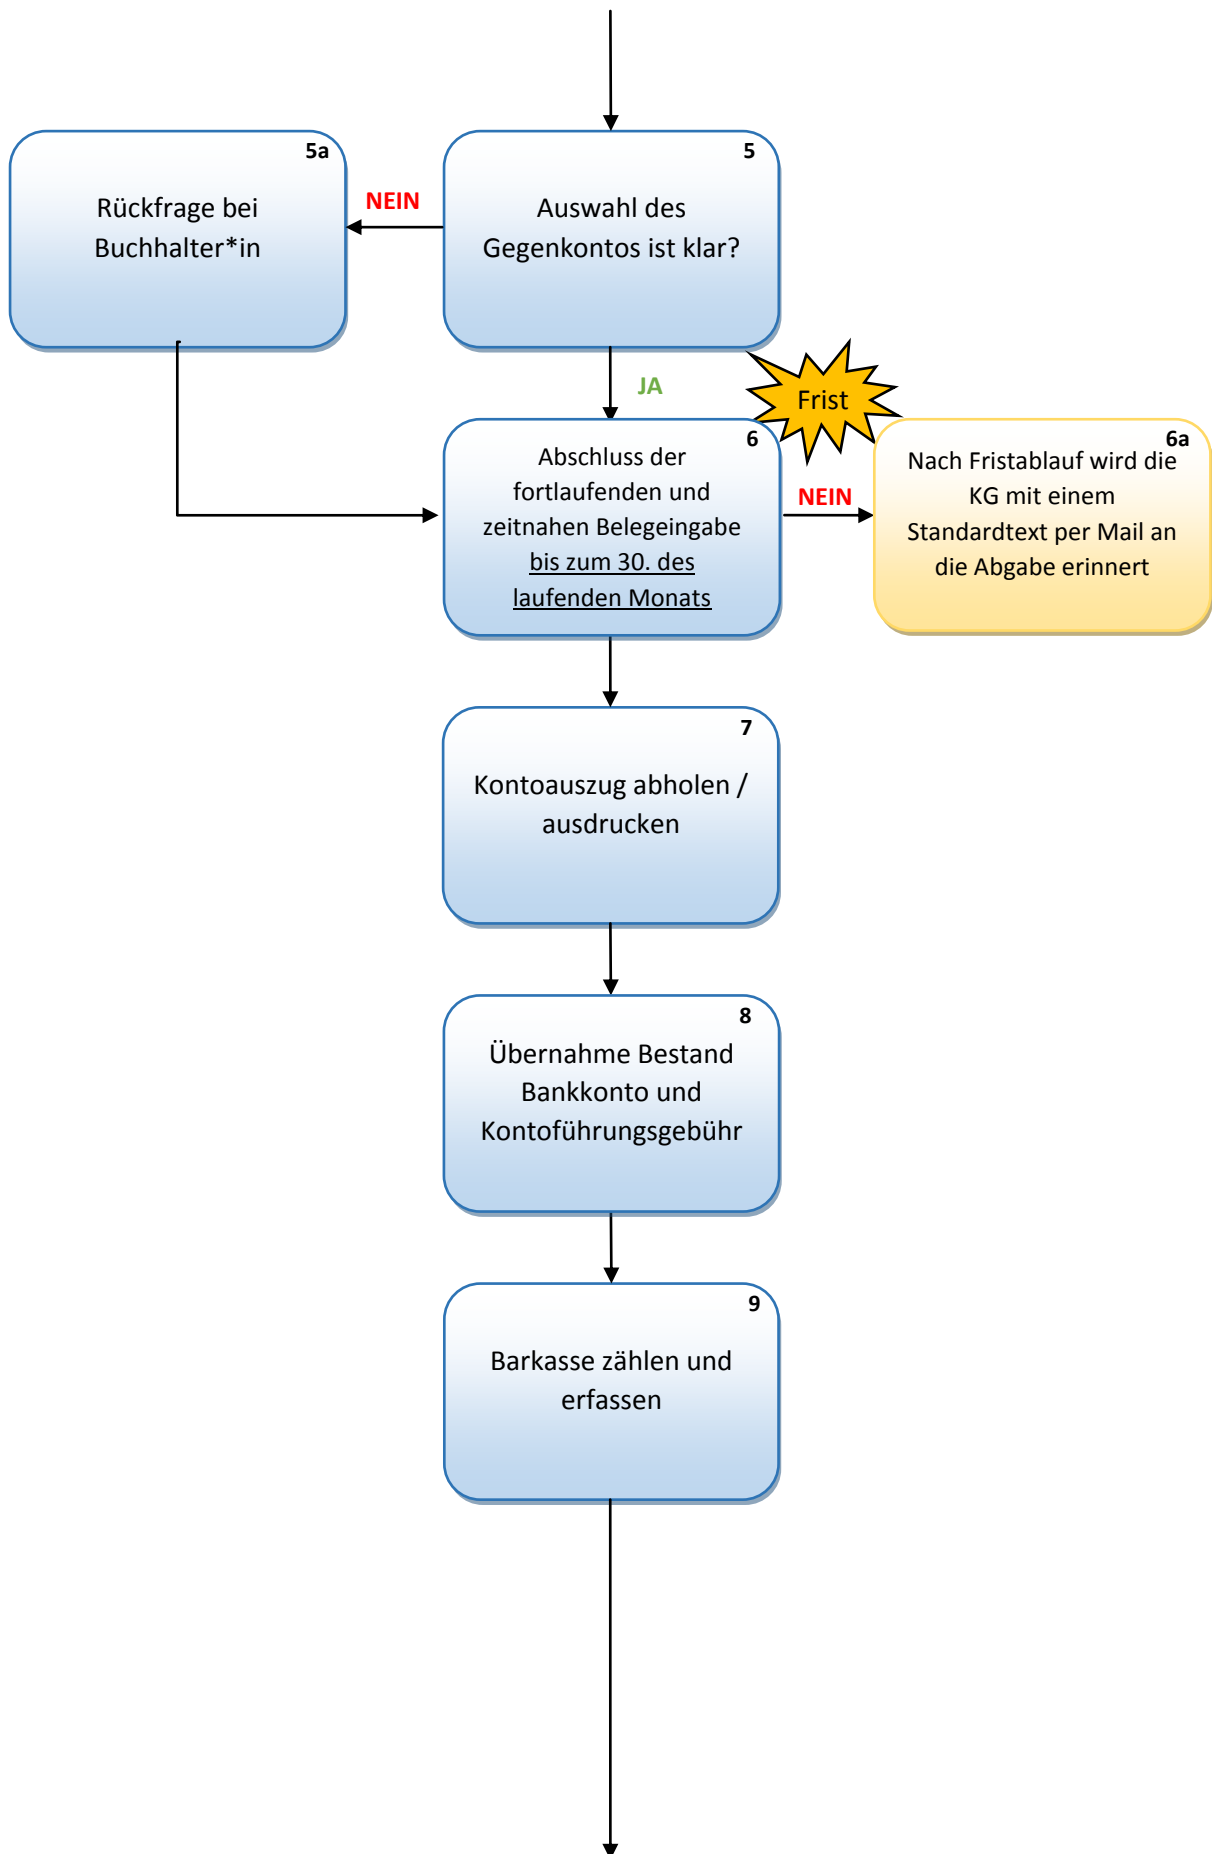 5a
Rückfrage bei
Buchhalter*in
NEIN
5
Auswahl des
Gegenkontos ist klar?
JA
Frist
6
Abschluss der
fortlaufenden und
zeitnahen Belegeingabe
bis zum 30. des
laufenden Monats
NEIN
6a
Nach Fristablauf wird die
KG mit einem
Standardtext per Mail an
die Abgabe erinnert
7
Kontoauszug abholen /
ausdrucken
8
Übernahme Bestand
Bankkonto und
Kontoführungsgebühr
9
Barkasse zählen und
erfassen